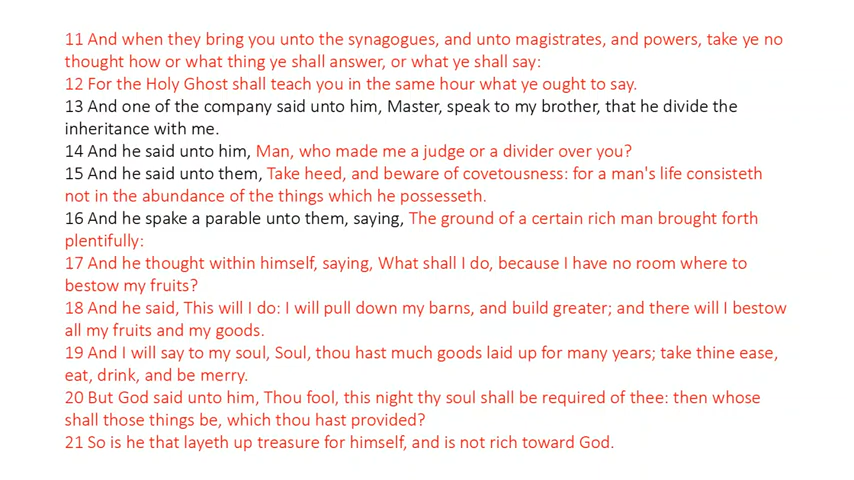 11 And when they bring you unto the synagogues, and unto magistrates, and powers, take ye no
thought how or what thing ye shall answer, or what ye shall say:
12 For the Holy Ghost shall teach you in the same hour what ye ought to say.
13 And one of the company said unto him, Master, speak to my brother, that he divide the
inheritance with me.
14 And he said unto him, Man, who made me a judge or a divider over you?
15 And he said unto them, Take heed, and beware of covetousness: for a man's life consisteth
not in the abundance of the things which he possesseth.
16 And he spake a parable unto them, saying, The ground of a certain rich man brought forth
plentifully:
17 And he thought within himself, saying, What shall I do, because I have no room where to
bestow my fruits?
18 And he said, This will I do: I will pull down my barns, and build greater; and there will I bestow
all my fruits and my goods.
19 And I will say to my soul, Soul, thou hast much goods laid up for many years; take thine ease,
eat, drink, and be merry.
20 But God said unto him, Thou fool, this night thy soul shall be required of thee: then whose
shall those things be, which thou hast provided?
21 So is he that layeth up treasure for himself, and is not rich toward God.